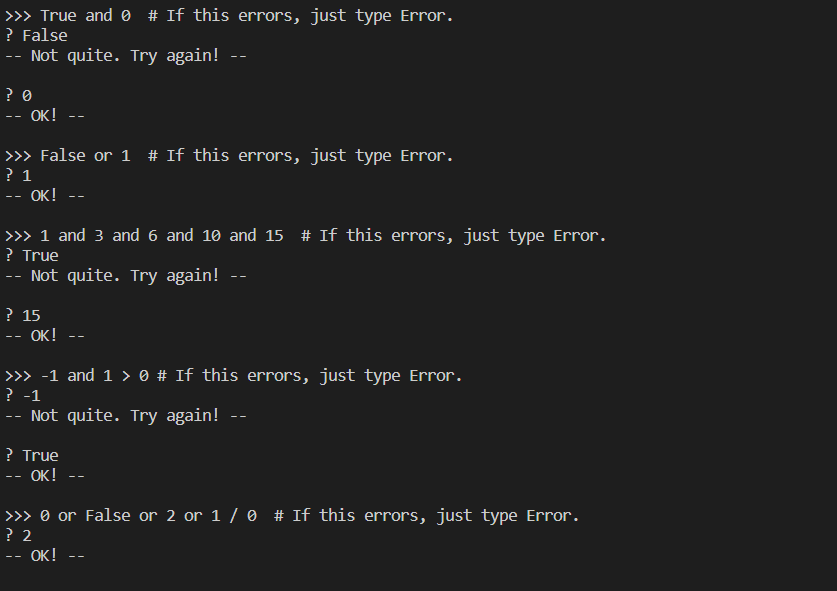 >>> True and 0  # If this errors, just type Error.
? False
-- Not quite. Try again! --
? 0
-- OK! --
>>> False or 1  # If this errors, just type Error.
? 1
-- OK! --
>>> 1 and 3 and 6 and 10 and 15  # If this errors, just type Error.
? True
-- Not quite. Try again! --
? 15
-- OK! --
>>> -1 and 1 > 0 # If this errors, just type Error.
? -1
-- Not quite. Try again! --
? True
-- OK! --
>>> 0 or False or 2 or 1 / 0  # If this errors, just type Error.
? 2
-- OK! --